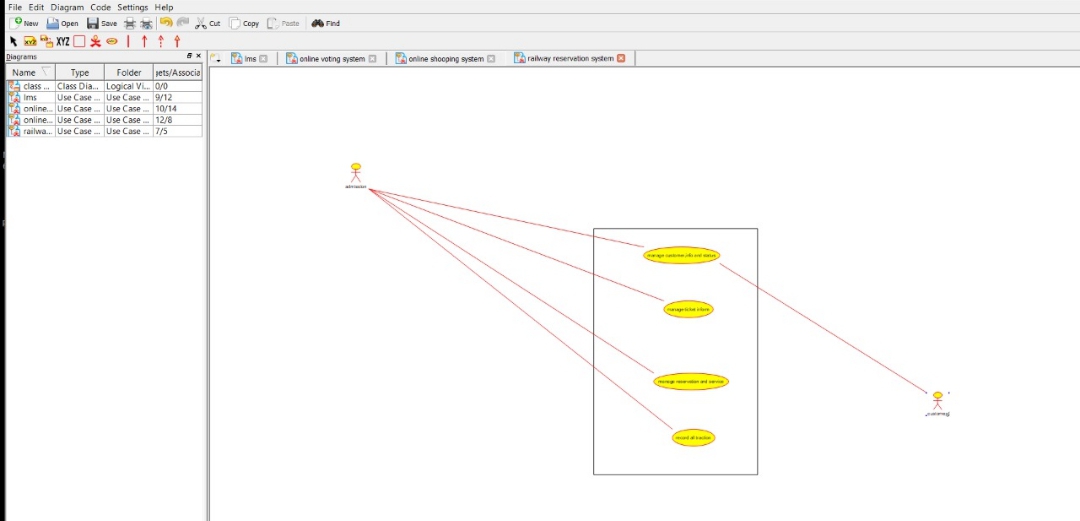 File Edit Diagram Code Settings Help
New Open Save Cut Copy Paste Find
XYZ XYZ
Diagrams
lms online voting system online shooping system railway reservation system
Name Type Folder jets/Associa
class ... Class Dia... Logical Vi... 0/0
lms Use Case ... Use Case ... 9/12
online... Use Case ... Use Case ... 10/14
online... Use Case ... Use Case ... 12/8
railwa... Use Case ... Use Case ... 7/5
manage customer info and status
manage ticket inform
manage reservation and service
record all